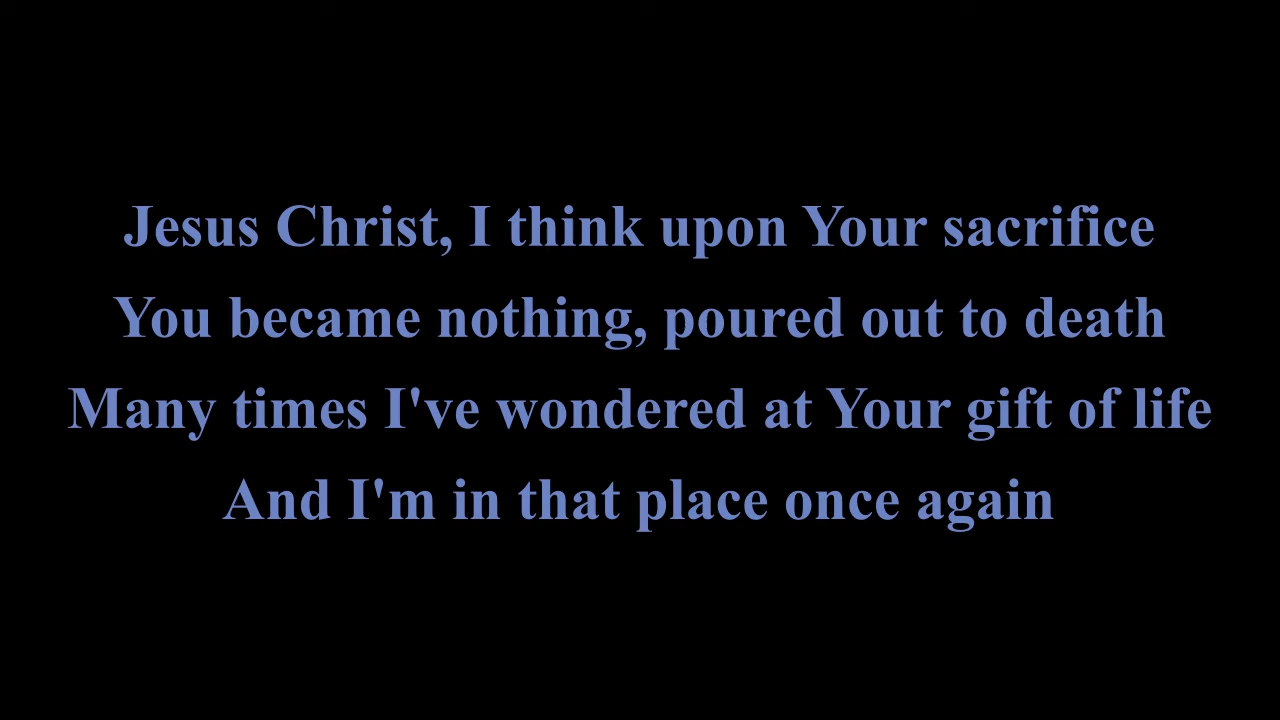 Jesus Christ, I think upon Your sacrifice
You became nothing, poured out to death
Many times I've wondered at Your gift of life
And I'm in that place once again